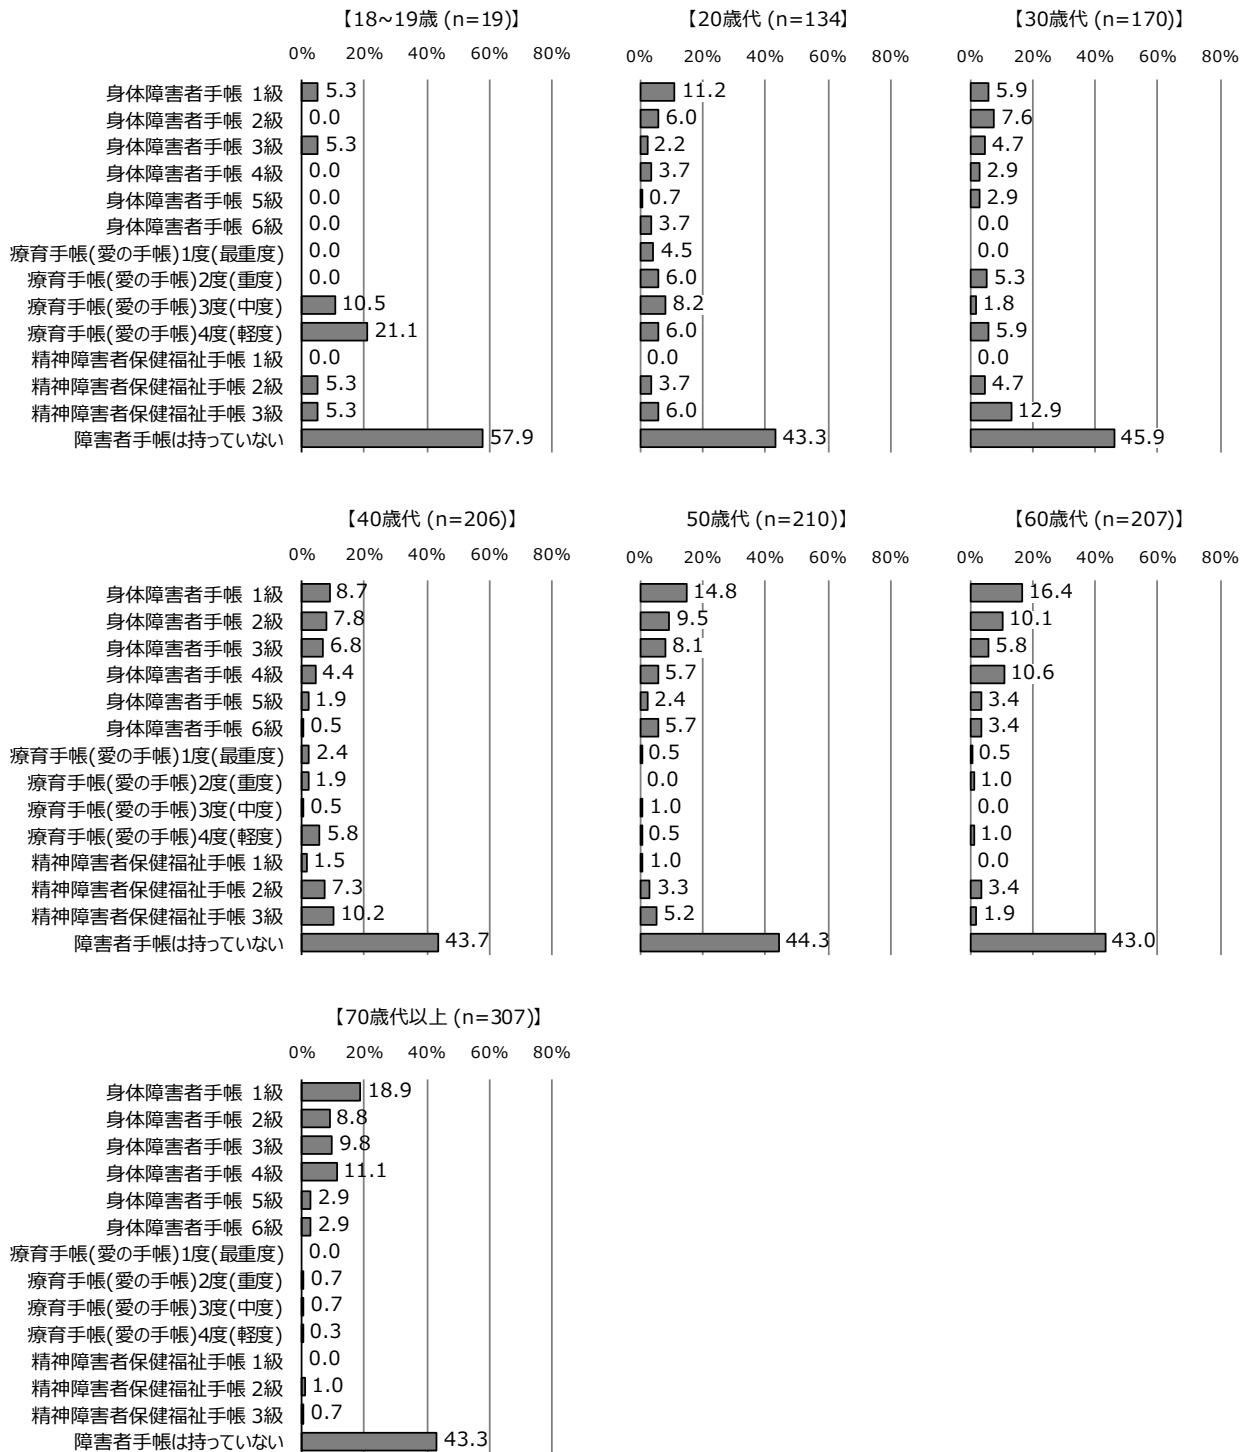 【18~19歳 (n=19)】 【20歳代 (n=134】 【30歳代 (n=170)】
0% 20% 40% 60% 80% 0% 20% 40% 60% 80% 0% 20% 40% 60% 80%
身体障害者手帳 1級 5.3 11.2 5.9
身体障害者手帳 2級 0.0 6.0 7.6
身体障害者手帳 3級 5.3 2.2 4.7
身体障害者手帳 4級 0.0 3.7 2.9
身体障害者手帳 5級 0.0 0.7 2.9
身体障害者手帳 6級 0.0 3.7 0.0
療育手帳(愛の手帳)1度(最重度) 0.0 4.5 0.0
療育手帳(愛の手帳)2度(重度) 0.0 6.0 5.3
療育手帳(愛の手帳)3度(中度) 10.5 8.2 1.8
療育手帳(愛の手帳)4度(軽度) 21.1 6.0 5.9
精神障害者保健福祉手帳 1級 0.0 0.0 0.0
精神障害者保健福祉手帳 2級 5.3 3.7 4.7
精神障害者保健福祉手帳 3級 5.3 6.0 12.9
障害者手帳は持っていない 57.9 43.3 45.9
【40歳代 (n=206)】 50歳代 (n=210)】 【60歳代 (n=207)】
0% 20% 40% 60% 80% 0% 20% 40% 60% 80% 0% 20% 40% 60% 80%
身体障害者手帳 1級 8.7 14.8 16.4
身体障害者手帳 2級 7.8 9.5 10.1
身体障害者手帳 3級 6.8 8.1 5.8
身体障害者手帳 4級 4.4 5.7 10.6
身体障害者手帳 5級 1.9 2.4 3.4
身体障害者手帳 6級 0.5 5.7 3.4
療育手帳(愛の手帳)1度(最重度) 2.4 0.5 0.5
療育手帳(愛の手帳)2度(重度) 1.9 0.0 1.0
療育手帳(愛の手帳)3度(中度) 0.5 1.0 0.0
療育手帳(愛の手帳)4度(軽度) 5.8 0.5 1.0
精神障害者保健福祉手帳 1級 1.5 1.0 0.0
精神障害者保健福祉手帳 2級 7.3 3.3 3.4
精神障害者保健福祉手帳 3級 10.2 5.2 1.9
障害者手帳は持っていない 43.7 44.3 43.0
【70歳代以上 (n=307)】
0% 20% 40% 60% 80%
身体障害者手帳 1級 18.9
身体障害者手帳 2級 8.8
身体障害者手帳 3級 9.8
身体障害者手帳 4級 11.1
身体障害者手帳 5級 2.9
身体障害者手帳 6級 2.9
療育手帳(愛の手帳)1度(最重度) 0.0
療育手帳(愛の手帳)2度(重度) 0.7
療育手帳(愛の手帳)3度(中度) 0.7
療育手帳(愛の手帳)4度(軽度) 0.3
精神障害者保健福祉手帳 1級 0.0
精神障害者保健福祉手帳 2級 1.0
精神障害者保健福祉手帳 3級 0.7
障害者手帳は持っていない 43.3